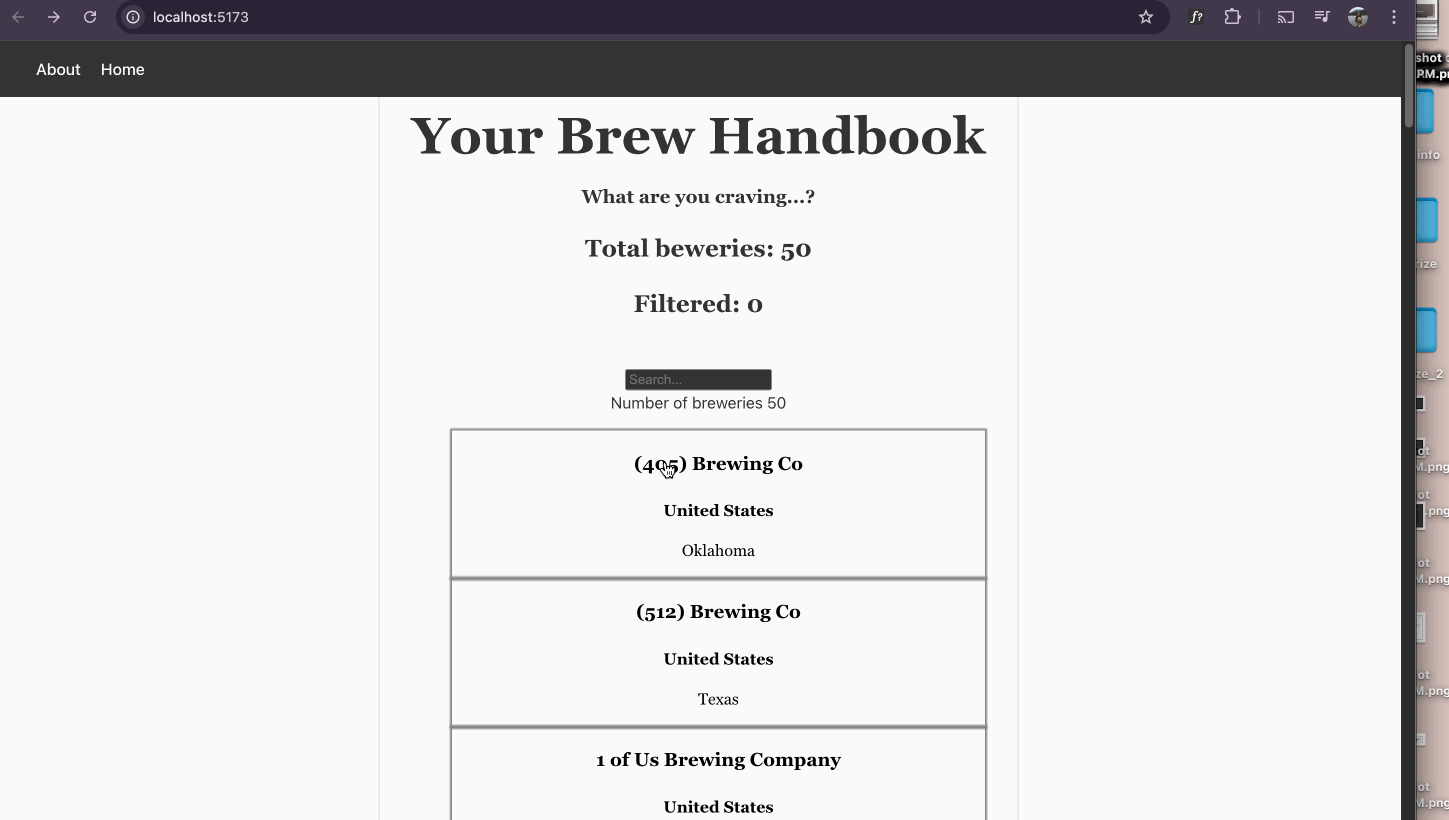 localhost:5173
About Home
Your Brew Handbook
What are you craving...?
Total beweries: 50
Filtered: 0
Search...
Number of breweries 50
(405) Brewing Co
United States
Oklahoma
(512) Brewing Co
United States
Texas
1 of Us Brewing Company
United States
f?
shot
PM.p
info
rize
ze_2
ot
M.png
ot
.png
ot
M.png
ot
M.png
ot
M.png